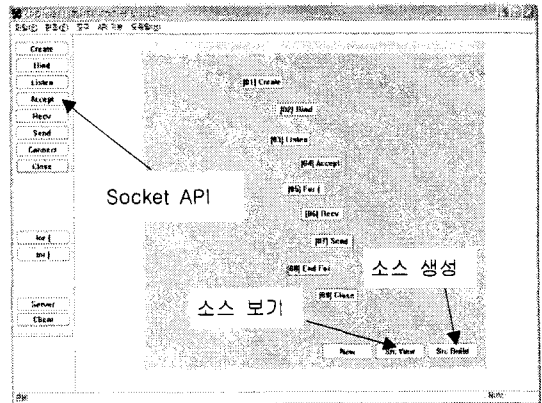 Create
Bind
Listen
Accept
Recv
Send
Connect
Close
for {
for }
Server
Client
[01] Create
[02] Bind
[03] Listen
[04] Accept
[05] For {
[06] Recv
[07] Send
[08] End For
[09] Close
Socket API
소스 보기
소스 생성
New
Src View
Src Build